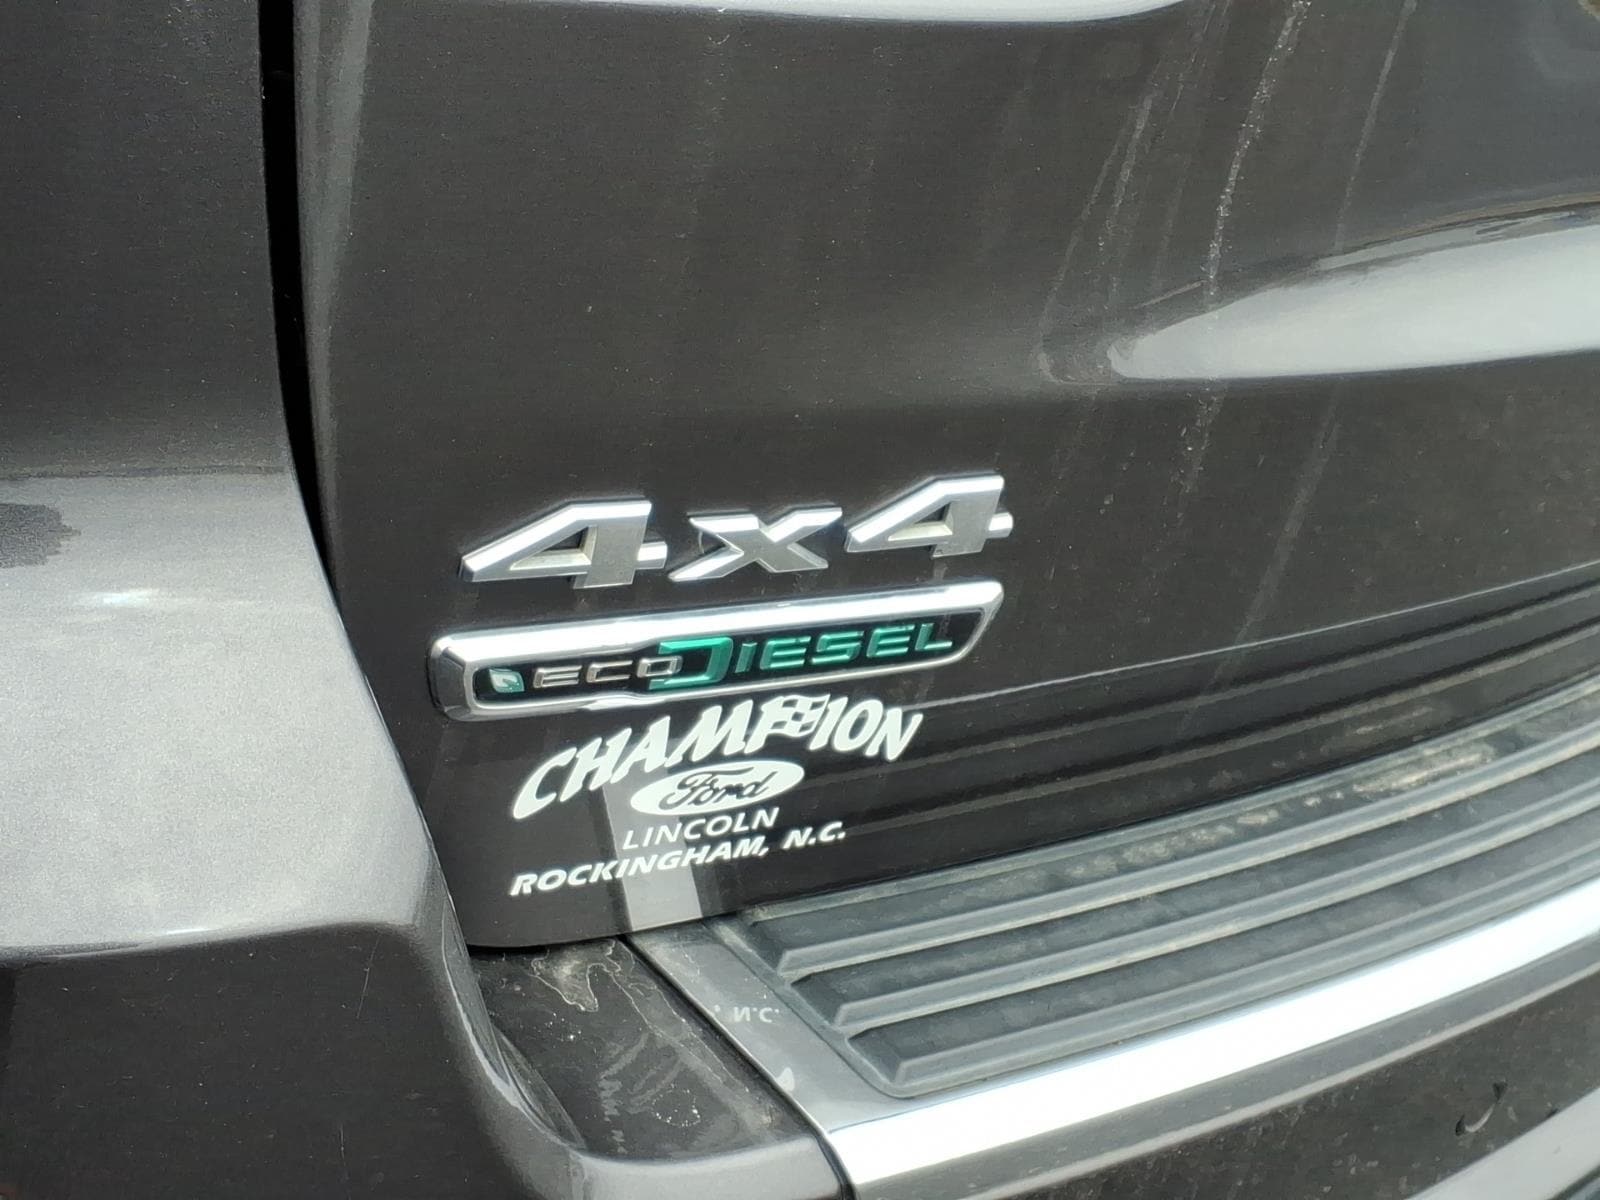 4x4
ECODIESEL
CHAMPION
Ford
LINCOLN
ROCKINGHAM, N.C.
N.C.